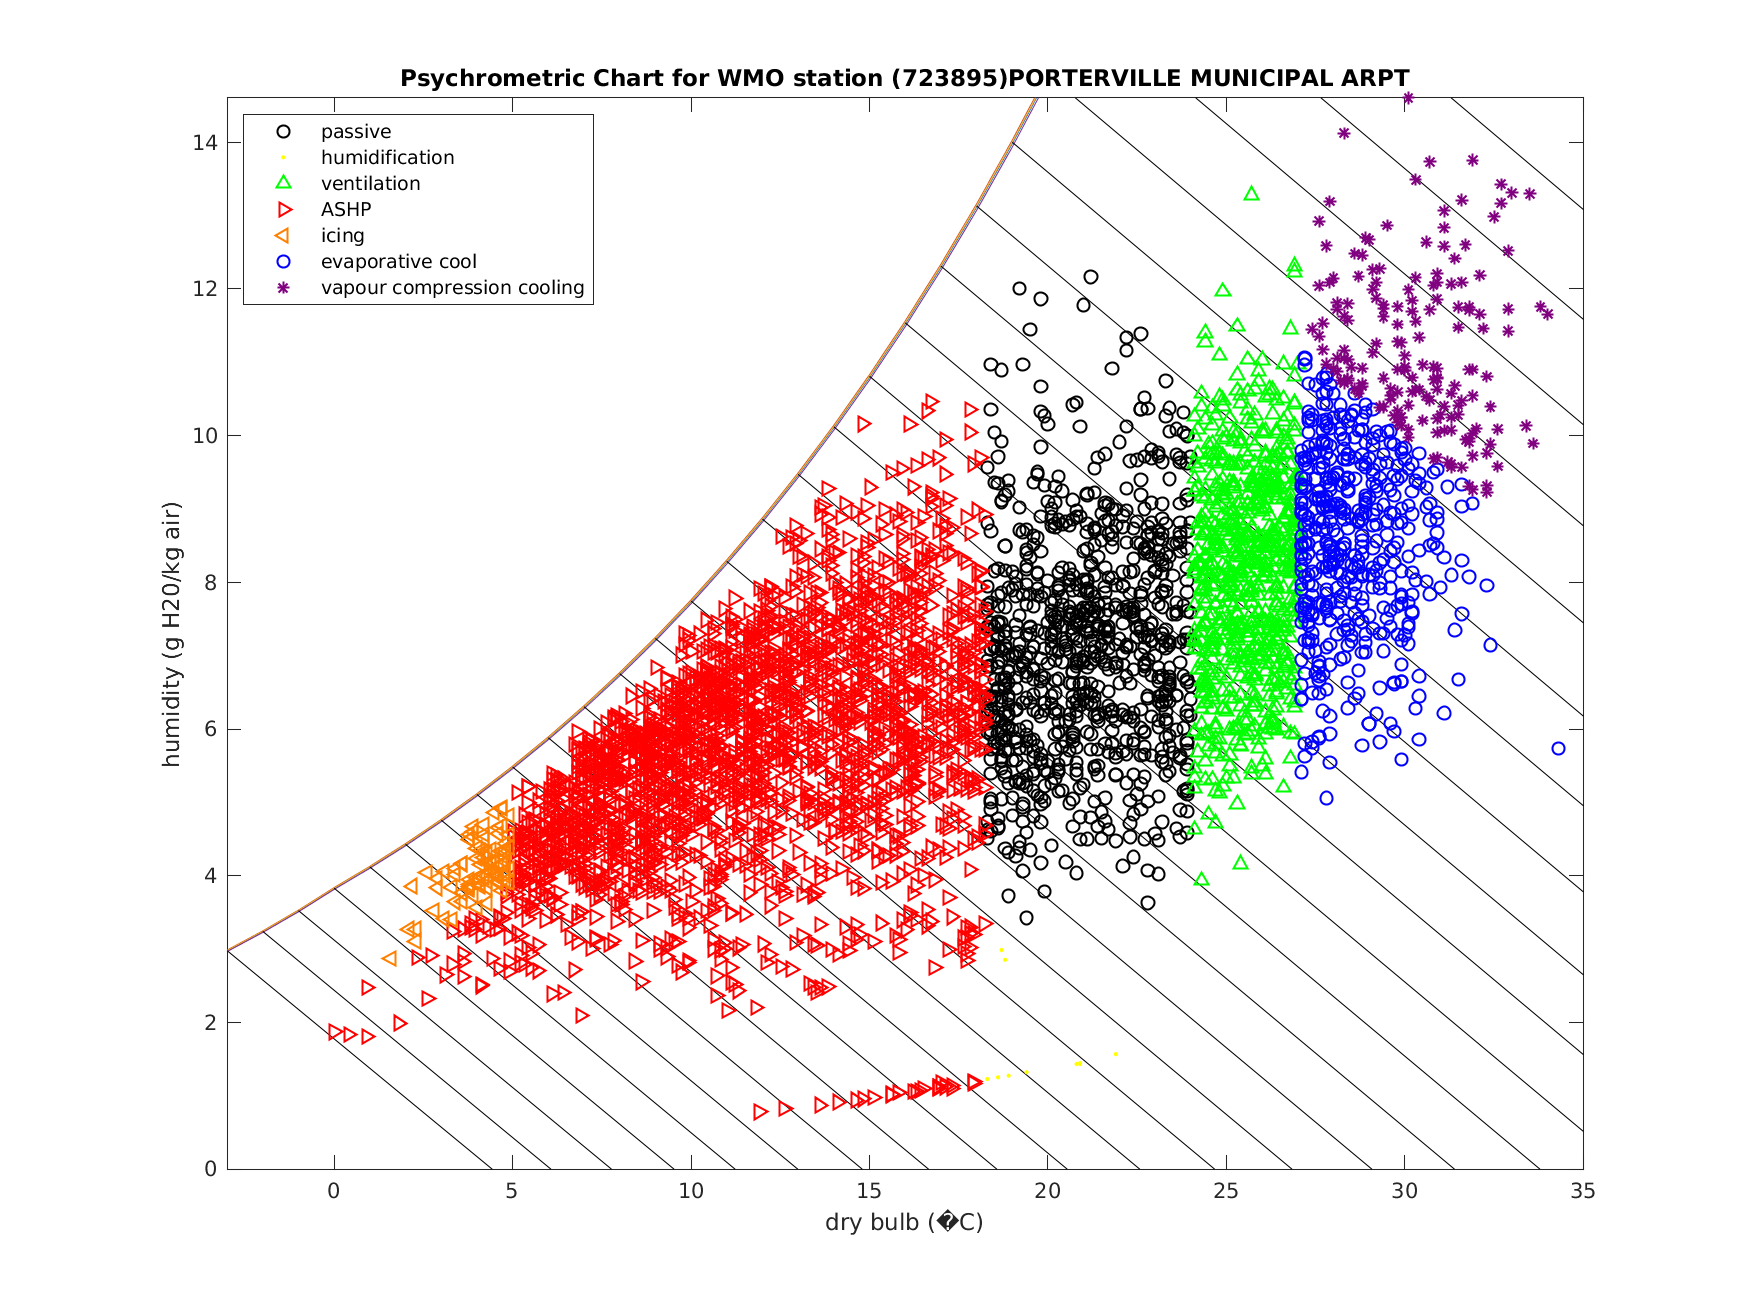 Psychrometric Chart for WMO station (723895)PORTERVILLE MUNICIPAL ARPT
passive
humidification
ventilation
ASHP
icing
evaporative cool
vapour compression cooling
14
12
10
8
6
4
2
0
humidity (g H20/kg air)
0 5 10 15 20 25 30 35
dry bulb (�C)